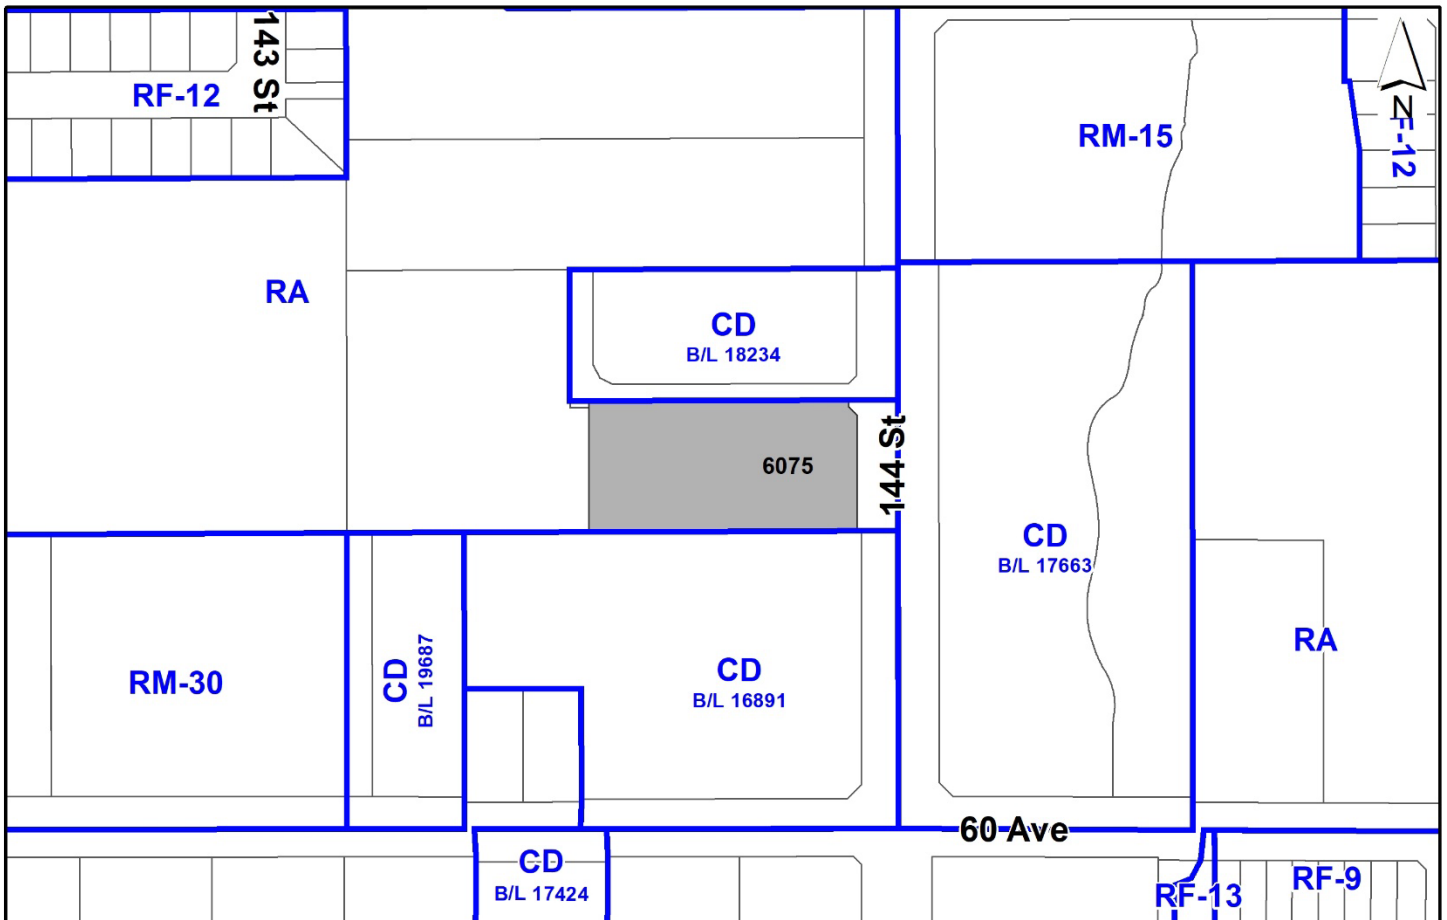 143 St
RF-12
RM-15
N
F-12
RA
CD
B/L 18234
144 St
6075
CD
B/L 17663
RA
RM-30
CD
B/L 19687
CD
B/L 16891
60 Ave
CD
B/L 17424
RF-13
RF-9